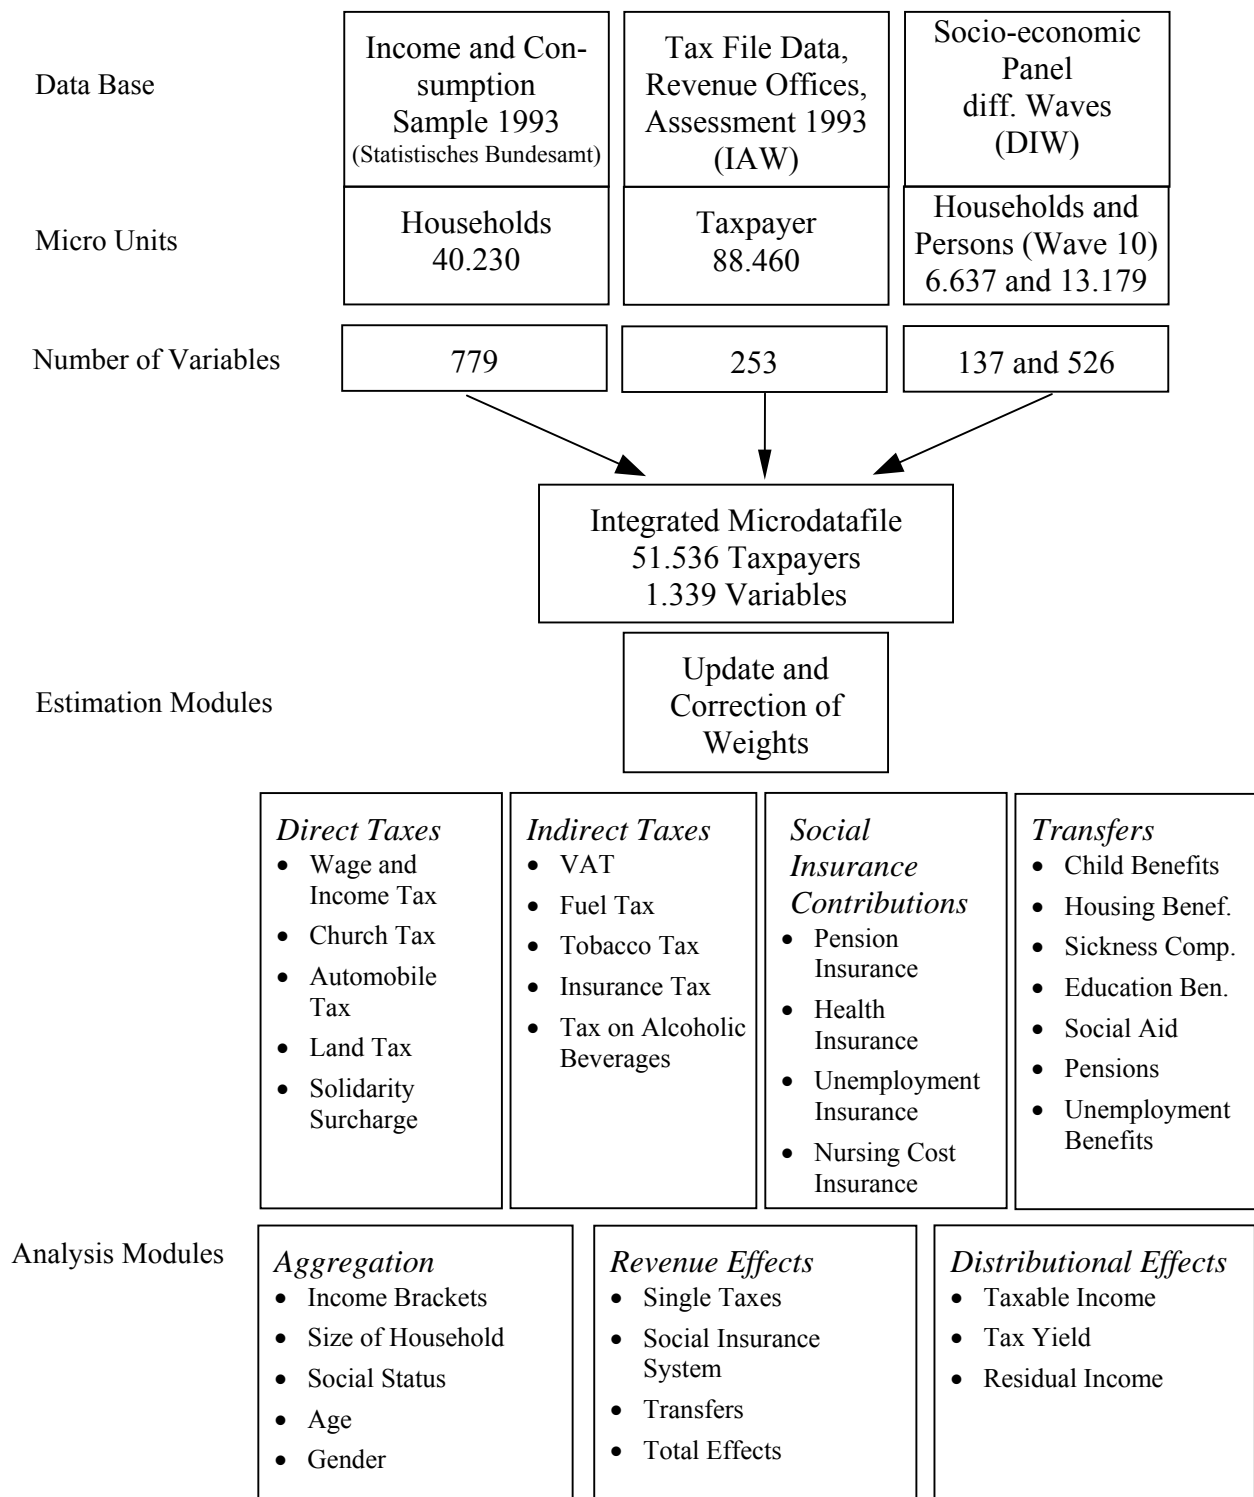 Data Base
Income and Con-
sumption
Sample 1993
(Statistisches Bundesamt)
Tax File Data,
Revenue Offices,
Assessment 1993
(IAW)
Socio-economic
Panel
diff. Waves
(DIW)
Micro Units
Households
40.230
Taxpayer
88.460
Households and
Persons (Wave 10)
6.637 and 13.179
Number of Variables
779
253
137 and 526
Integrated Microdatafile
51.536 Taxpayers
1.339 Variables
Estimation Modules
Update and
Correction of
Weights
Direct Taxes
• Wage and
Income Tax
• Church Tax
• Automobile
Tax
• Land Tax
• Solidarity
Surcharge
Indirect Taxes
• VAT
• Fuel Tax
• Tobacco Tax
• Insurance Tax
• Tax on Alcoholic
Beverages
Social
Insurance
Contributions
• Pension
Insurance
• Health
Insurance
• Unemployment
Insurance
• Nursing Cost
Insurance
Transfers
• Child Benefits
• Housing Benef.
• Sickness Comp.
• Education Ben.
• Social Aid
• Pensions
• Unemployment
Benefits
Analysis Modules
Aggregation
• Income Brackets
• Size of Household
• Social Status
• Age
• Gender
Revenue Effects
• Single Taxes
• Social Insurance
System
• Transfers
• Total Effects
Distributional Effects
• Taxable Income
• Tax Yield
• Residual Income